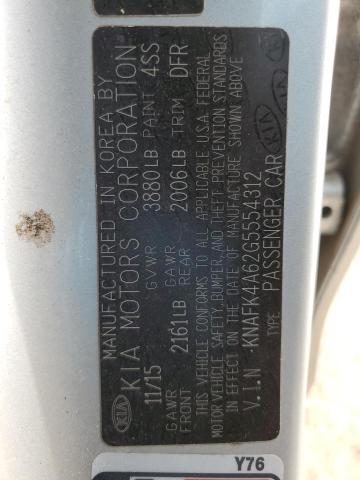 MANUFACTURED IN KOREA BY
KIA KIA MOTORS CORPORATION
11/15 GVWR 3880LB PAINT 4SS
GAWR FRONT 2161LB GAWR REAR 2006LB TRIM DFR
THIS VEHICLE CONFORMS TO ALL APPLICABLE U.S.A. FEDERAL
MOTOR VEHICLE SAFETY, BUMPER, AND THEFT PREVENTION STANDARDS
IN EFFECT ON THE DATE OF MANUFACTURE SHOWN ABOVE
V.I.N : KNAFK4A62G5554312
TYPE : PASSENGER CAR
KIA
Y76